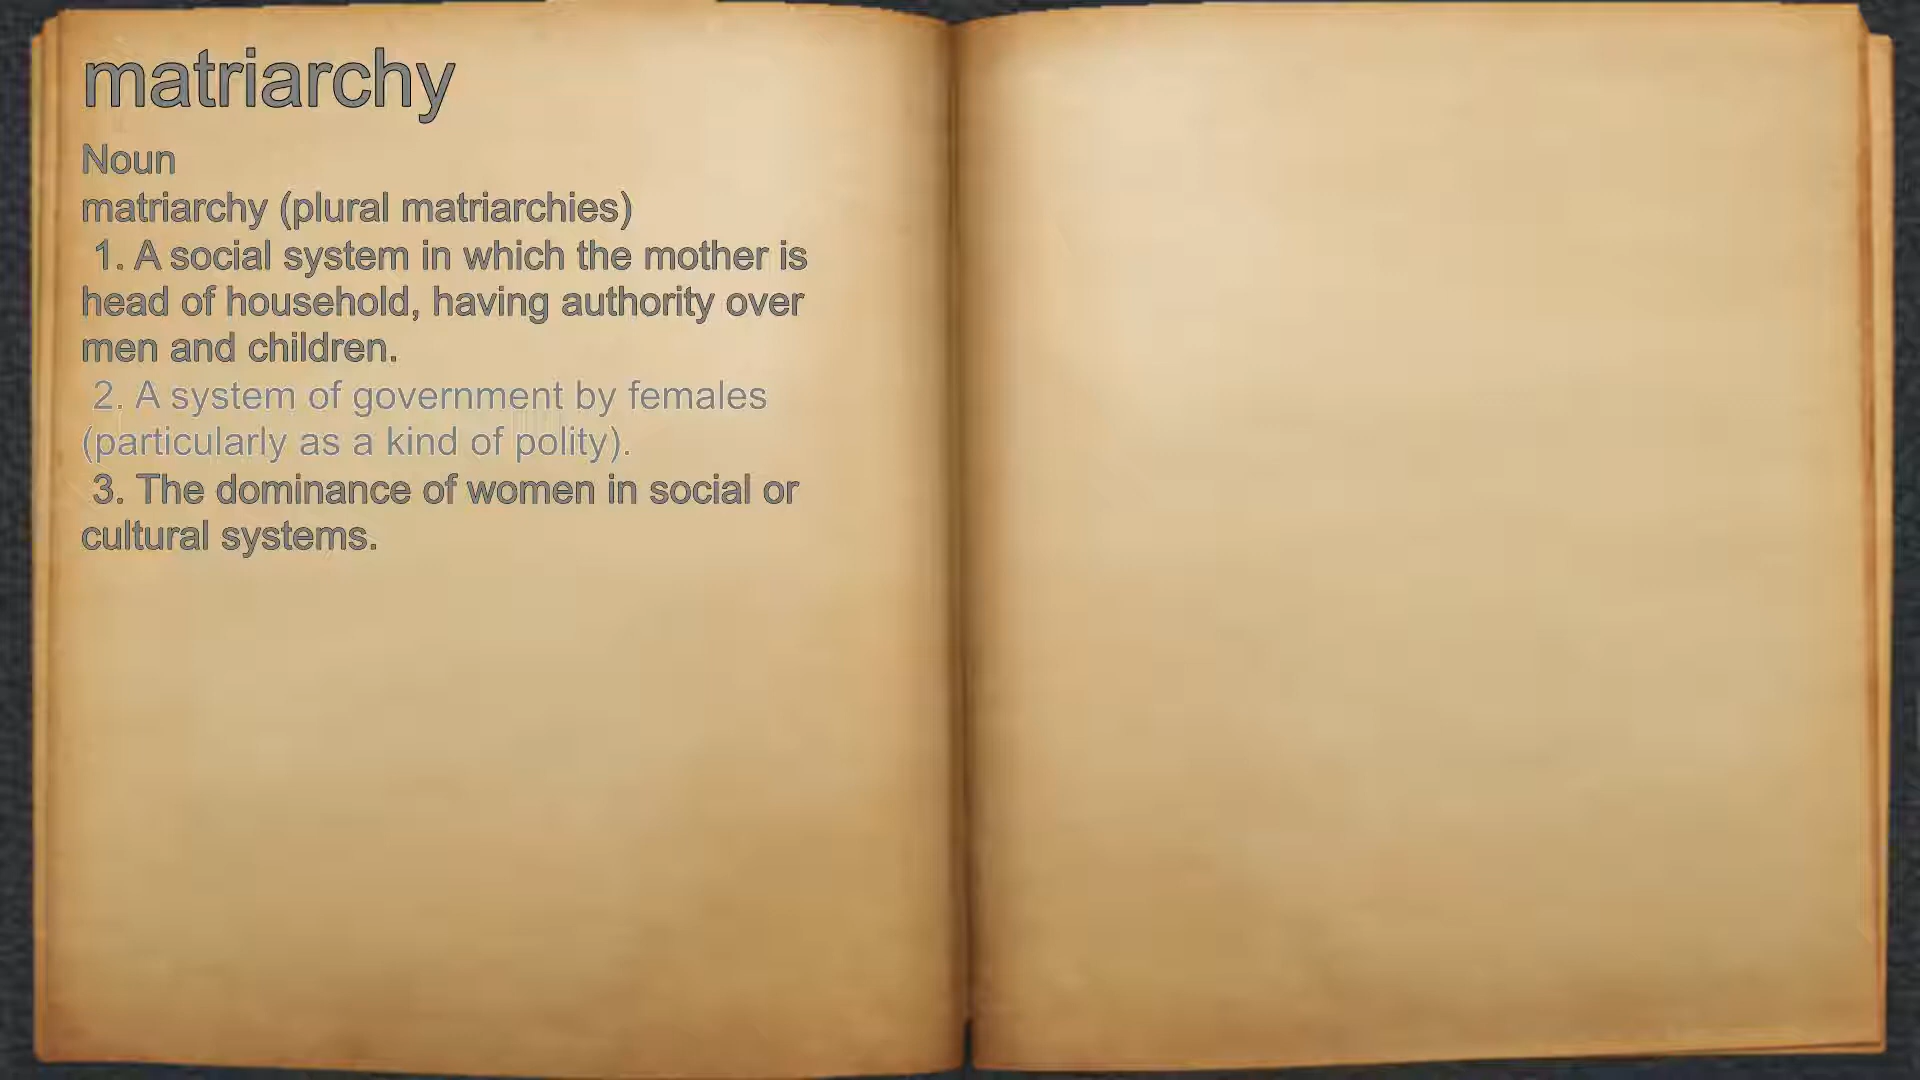 matriarchy
Noun
matriarchy (plural matriarchies)
1. A social system in which the mother is
head of household, having authority over
men and children.
2. A system of government by females
(particularly as a kind of polity).
3. The dominance of women in social or
cultural systems.